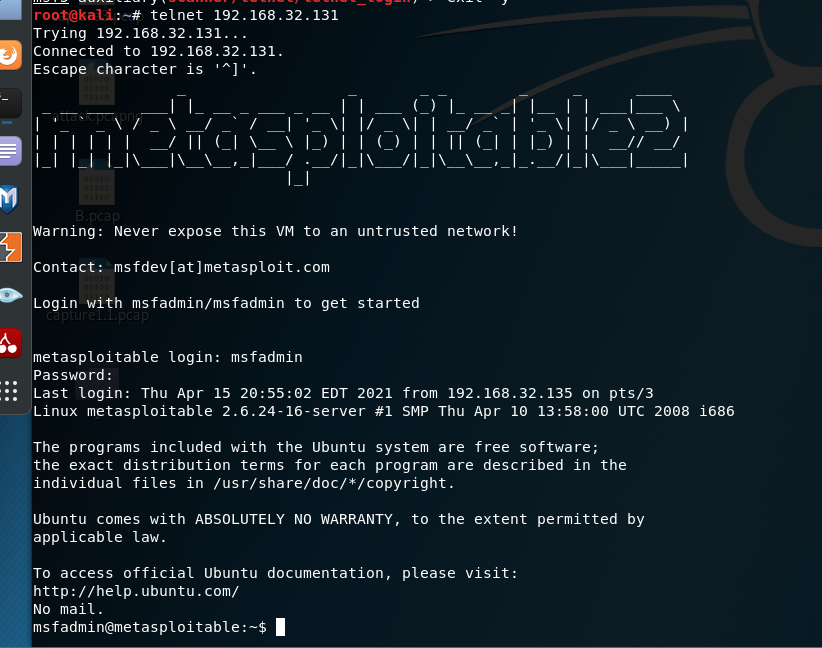 msf5 auxiliary(scanner/telnet/telnet_login) > exit -y
root@kali:~# telnet 192.168.32.131
Trying 192.168.32.131...
Connected to 192.168.32.131.
Escape character is '^]'.
metasploitable2
Warning: Never expose this VM to an untrusted network!
Contact: msfdev[at]metasploit.com
Login with msfadmin/msfadmin to get started
metasploitable login: msfadmin
Password:
Last login: Thu Apr 15 20:55:02 EDT 2021 from 192.168.32.135 on pts/3
Linux metasploitable 2.6.24-16-server #1 SMP Thu Apr 10 13:58:00 UTC 2008 i686
The programs included with the Ubuntu system are free software;
the exact distribution terms for each program are described in the
individual files in /usr/share/doc/*/copyright.
Ubuntu comes with ABSOLUTELY NO WARRANTY, to the extent permitted by
applicable law.
To access official Ubuntu documentation, please visit:
http://help.ubuntu.com/
No mail.
msfadmin@metasploitable:~$
B.pcap
capture1.1.pcap